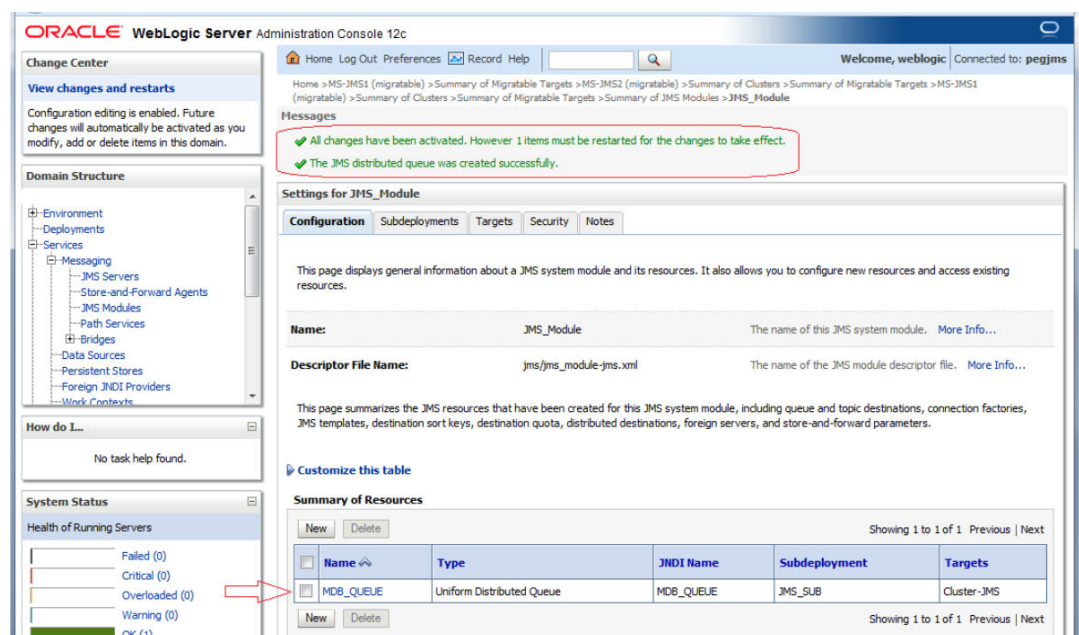 ORACLE WebLogic Server Administration Console 12c
Change Center
View changes and restarts
Configuration editing is enabled. Future
changes will automatically be activated as you
modify, add or delete items in this domain.
Domain Structure
Environment
Deployments
Services
Messaging
JMS Servers
Store-and-Forward Agents
JMS Modules
Path Services
Bridges
Data Sources
Persistent Stores
Foreign JNDI Providers
Work Contexts
How do I...
No task help found.
System Status
Health of Running Servers
Failed (0)
Critical (0)
Overloaded (0)
Warning (0)
OK (1)
Home Log Out Preferences Record Help
Welcome, weblogic Connected to: pegjms
Home >MS-JMS1 (migratable) >Summary of Migratable Targets >MS-JMS2 (migratable) >Summary of Clusters >Summary of Migratable Targets >MS-JMS1
(migratable) >Summary of Clusters >Summary of Migratable Targets >Summary of JMS Modules >JMS_Module
Messages
All changes have been activated. However 1 items must be restarted for the changes to take effect.
The JMS distributed queue was created successfully.
Settings for JMS_Module
Configuration Subdeployments Targets Security Notes
This page displays general information about a JMS system module and its resources. It also allows you to configure new resources and access existing
resources.
Name: JMS_Module The name of this JMS system module. More Info...
Descriptor File Name: jms/jms_module-jms.xml The name of the JMS module descriptor file. More Info...
This page summarizes the JMS resources that have been created for this JMS system module, including queue and topic destinations, connection factories,
JMS templates, destination sort keys, destination quota, distributed destinations, foreign servers, and store-and-forward parameters.
Customize this table
Summary of Resources
New Delete Showing 1 to 1 of 1 Previous | Next
Name Type JNDI Name Subdeployment Targets
MDB_QUEUE Uniform Distributed Queue MDB_QUEUE JMS_SUB Cluster-JMS
New Delete Showing 1 to 1 of 1 Previous | Next